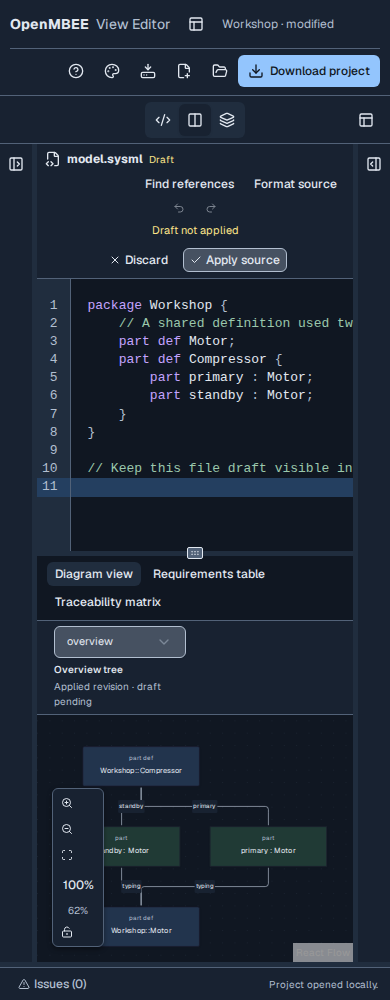 OpenMBEE View Editor Workshop · modified
Download project
model.sysml Draft
Find references Format source
Draft not applied
Discard Apply source
1 package Workshop {
2 // A shared definition used tw
3 part def Motor;
4 part def Compressor {
5 part primary : Motor;
6 part standby : Motor;
7 }
8 }
9
10 // Keep this file draft visible in
11
Diagram view Requirements table
Traceability matrix
overview
Overview tree
Applied revision · draft
pending
part def
Workshop::Compressor
standby primary
part part
ndby : Motor primary : Motor
100%
typing typing
62%
part def
Workshop::Motor
React Flow
Issues (0) Project opened locally.